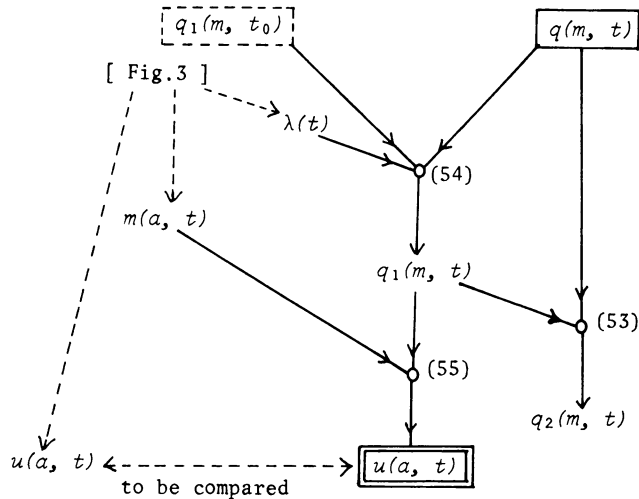 q₁(m, t₀)
q(m, t)
[ Fig.3 ]
λ(t)
(54)
m(a, t)
q₁(m, t)
(53)
(55)
q₂(m, t)
u(a, t)
u(a, t)
to be compared